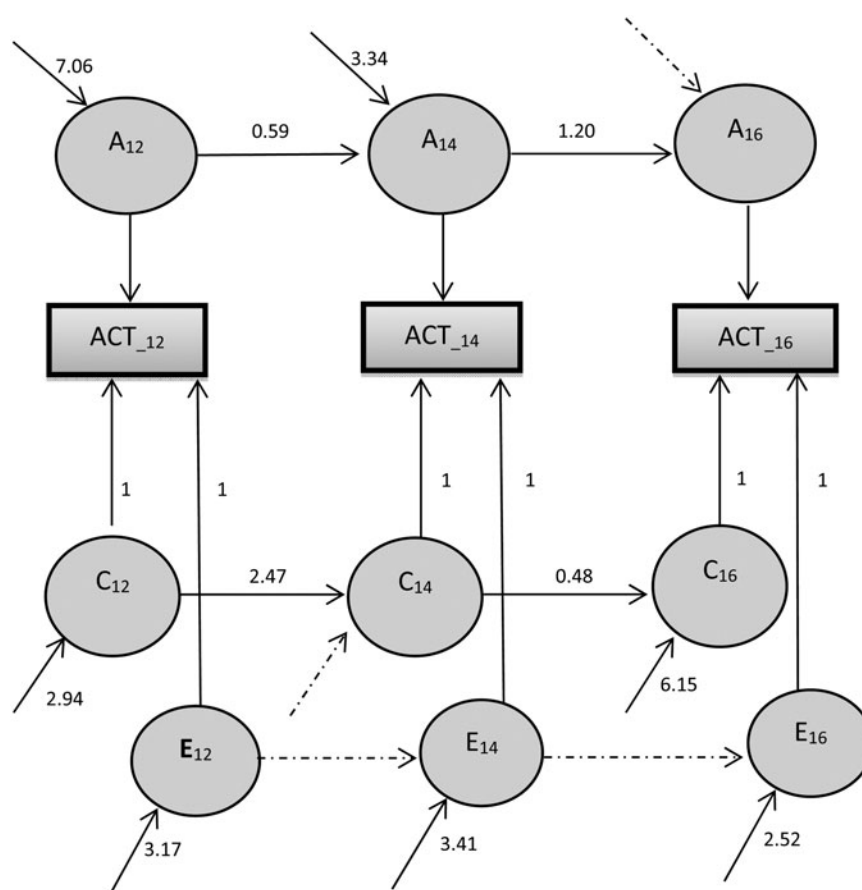 7.06
3.34
A12
0.59
A14
1.20
A16
ACT_12
ACT_14
ACT_16
1
1
1
1
1
1
C12
2.47
C14
0.48
C16
2.94
6.15
E12
E14
E16
3.17
3.41
2.52